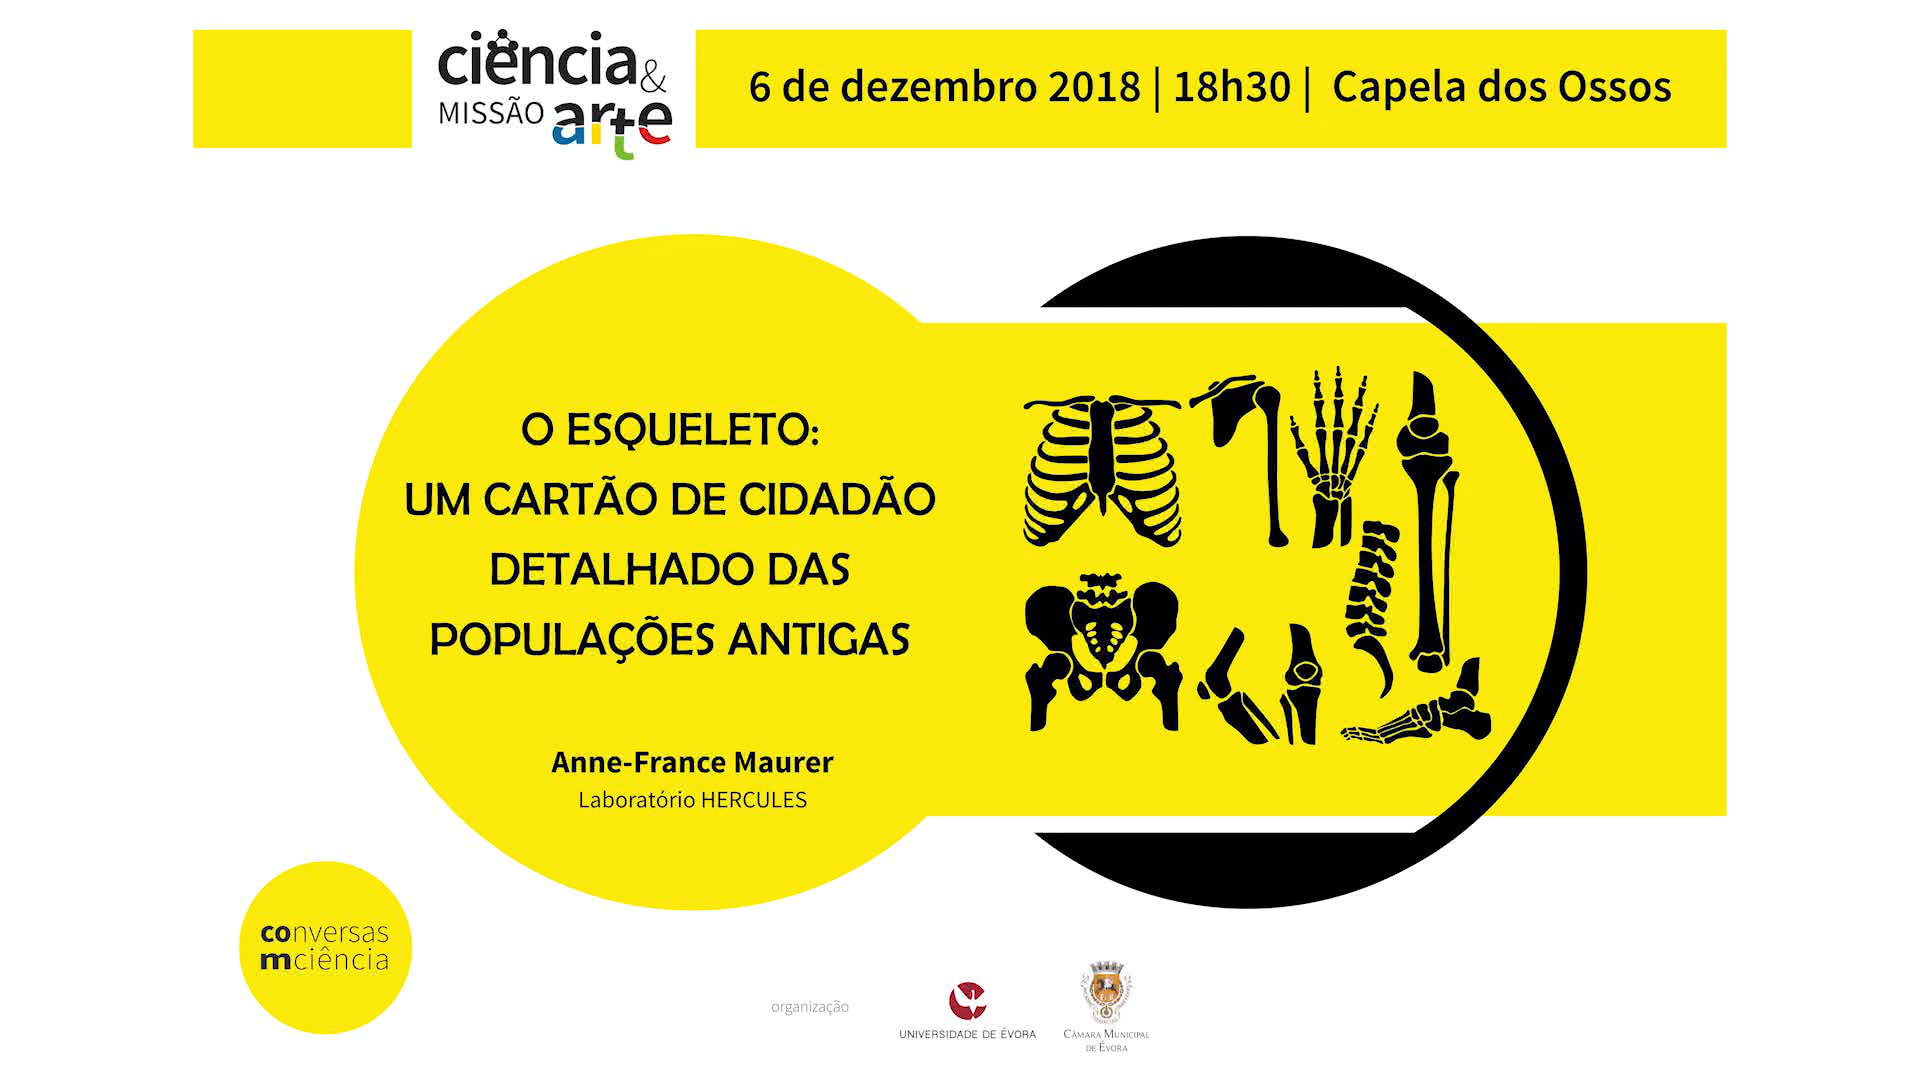 ciência&
MISSÃO arte
6 de dezembro 2018 | 18h30 | Capela dos Ossos
O ESQUELETO:
UM CARTÃO DE CIDADÃO
DETALHADO DAS
POPULAÇÕES ANTIGAS
Anne-France Maurer
Laboratório HERCULES
conversas
mciência
organização
UNIVERSIDADE DE ÉVORA
CÂMARA MUNICIPAL
DE ÉVORA